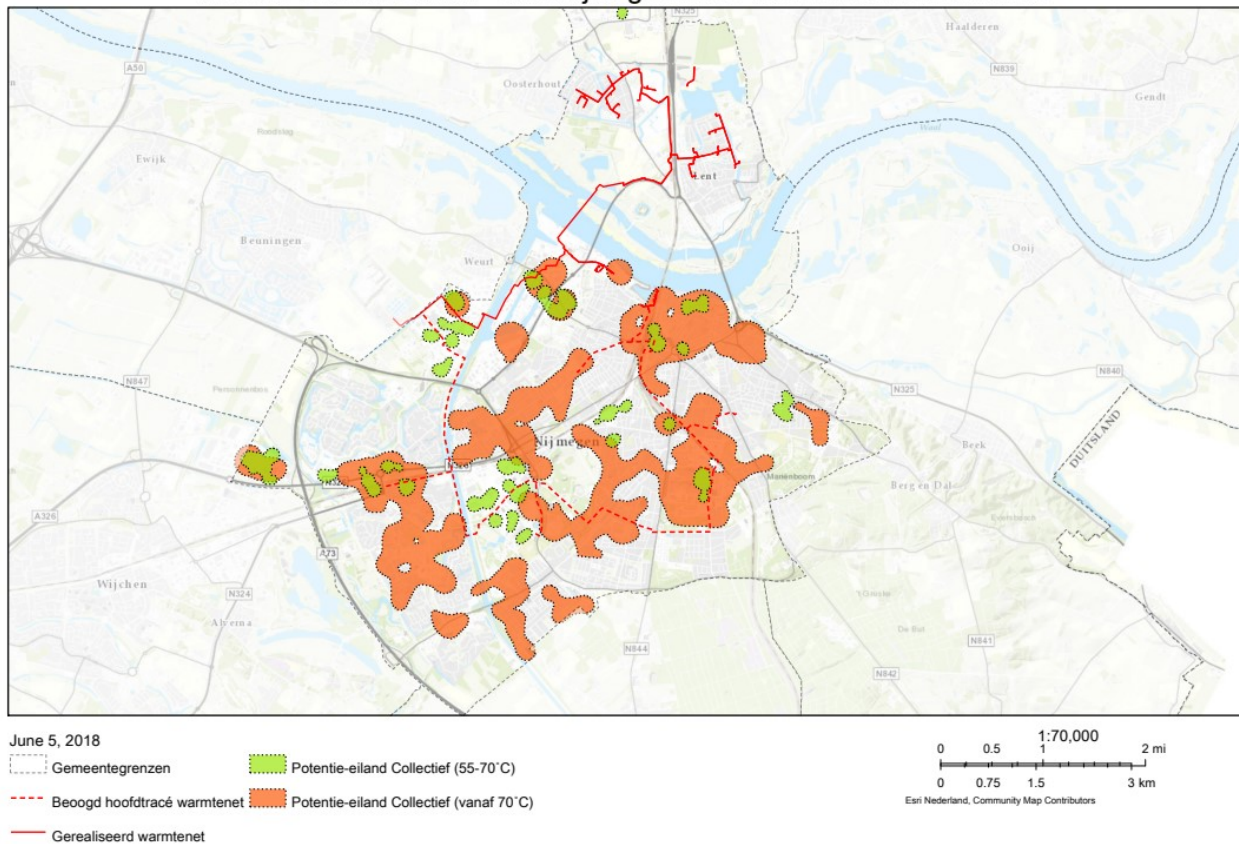 N325
Haalderen
A50
Oosterhout
N839
Gendt
Ewijk
Lent
Beuningen
Weurt
Ooij
N847
N325
N840
Nijmegen
Beek
DUITSLAND
Berg en Dal
A326
A73
Wijchen
N324
Alverna
De Bult
N844
N841
N842
June 5, 2018
Gemeentegrenzen
Potentie-eiland Collectief (55-70˚C)
Beoogd hoofdtracé warmtenet
Potentie-eiland Collectief (vanaf 70˚C)
Gerealiseerd warmtenet
1:70,000
0 0.5 1 2 mi
0 0.75 1.5 3 km
Esri Nederland, Community Map Contributors